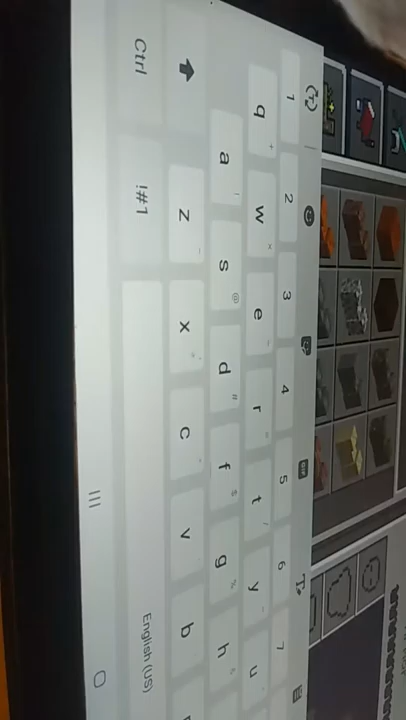 1 2 3 4 5 6 7
q w e r t y u
a s d f g h
z x c v b
Ctrl !#1 English (US)